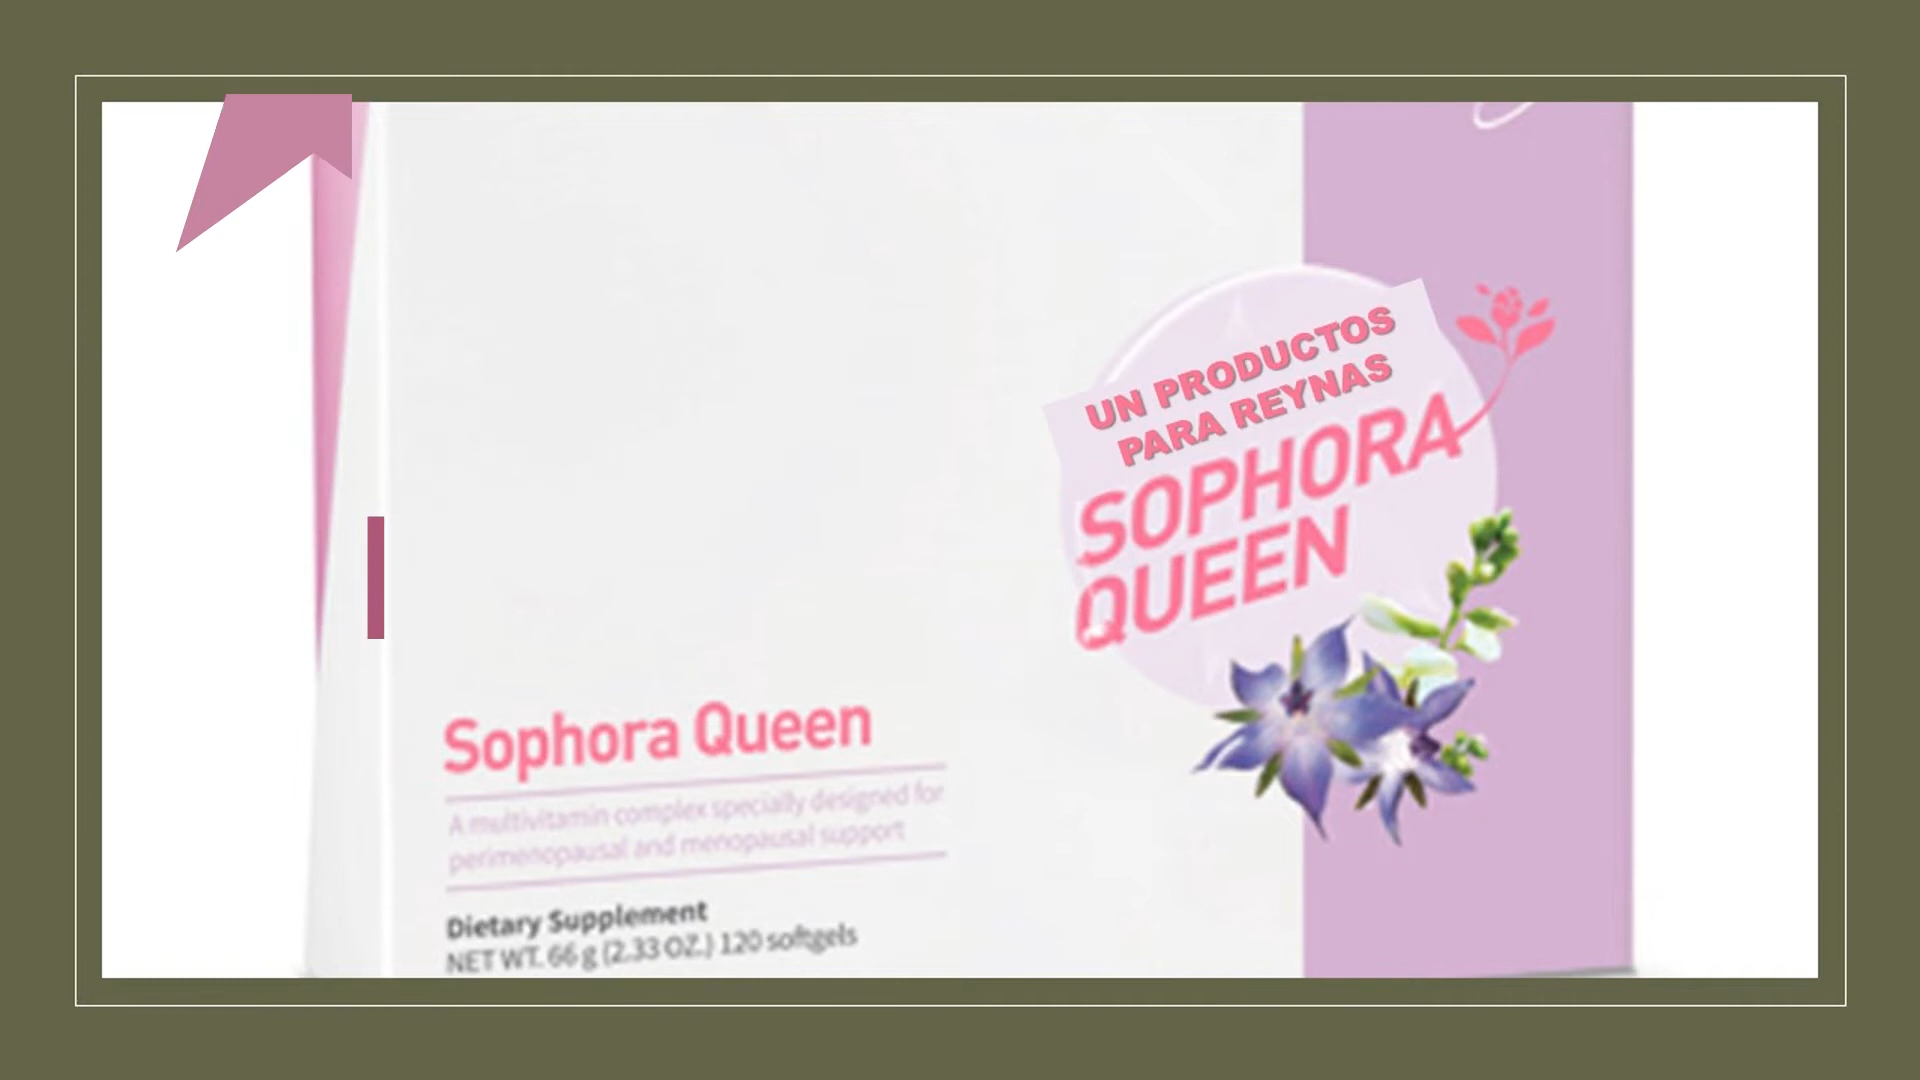 UN PRODUCTOS
PARA REYNAS
SOPHORA
QUEEN
Sophora Queen
A multivitamin complex specially designed for
perimenopausal and menopausal support
Dietary Supplement
NET WT. 66 g (2.33 OZ.) 120 softgels